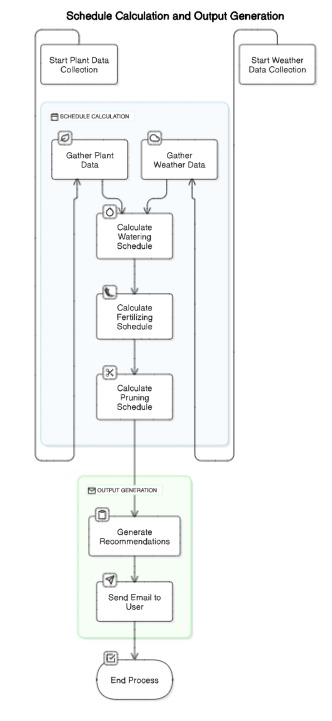 Schedule Calculation and Output Generation
Start Plant Data
Collection
Start Weather
Data Collection
SCHEDULE CALCULATION
Gather Plant
Data
Gather
Weather Data
Calculate
Watering
Schedule
Calculate
Fertilizing
Schedule
Calculate
Pruning
Schedule
OUTPUT GENERATION
Generate
Recommendations
Send Email to
User
End Process